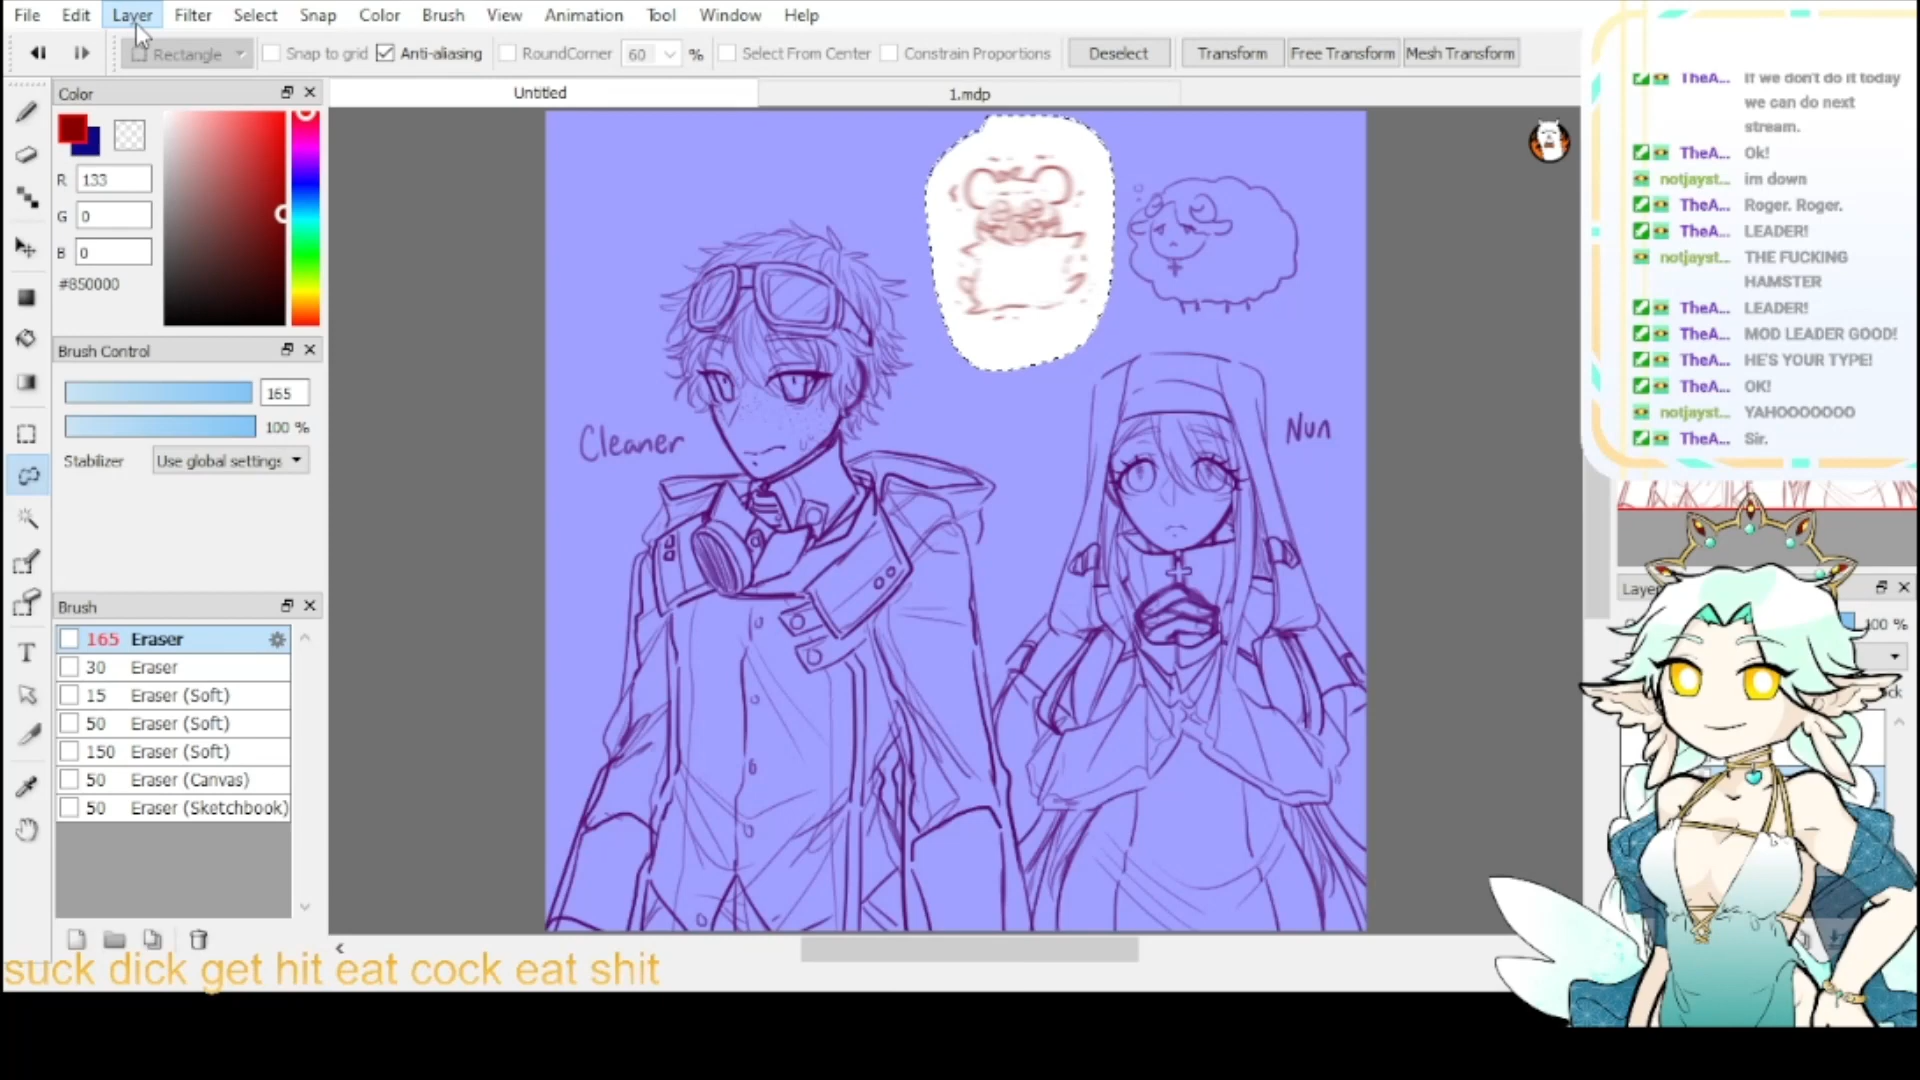 File Edit Layer Filter Select Snap Color Brush View Animation Tool Window Help
Rectangle Snap to grid Anti-aliasing RoundCorner 60 % Select From Center Constrain Proportions Deselect Transform Free Transform Mesh Transform
Color
Untitled
1.mdp
R 133
G 0
B 0
#850000
Brush Control
165
100 %
Stabilizer Use global settings
Brush
165 Eraser
30 Eraser
15 Eraser (Soft)
50 Eraser (Soft)
150 Eraser (Soft)
50 Eraser (Canvas)
50 Eraser (Sketchbook)
Cleaner
Nun
TheA... If we don't do it today
we can do next
stream.
TheA... Ok!
notjayst... im down
TheA... Roger. Roger.
TheA... LEADER!
notjayst... THE FUCKING
HAMSTER
TheA... LEADER!
TheA... MOD LEADER GOOD!
TheA... HE'S YOUR TYPE!
TheA... OK!
notjayst... YAHOOOOOOO
TheA... Sir.
100 %
suck dick get hit eat cock eat shit